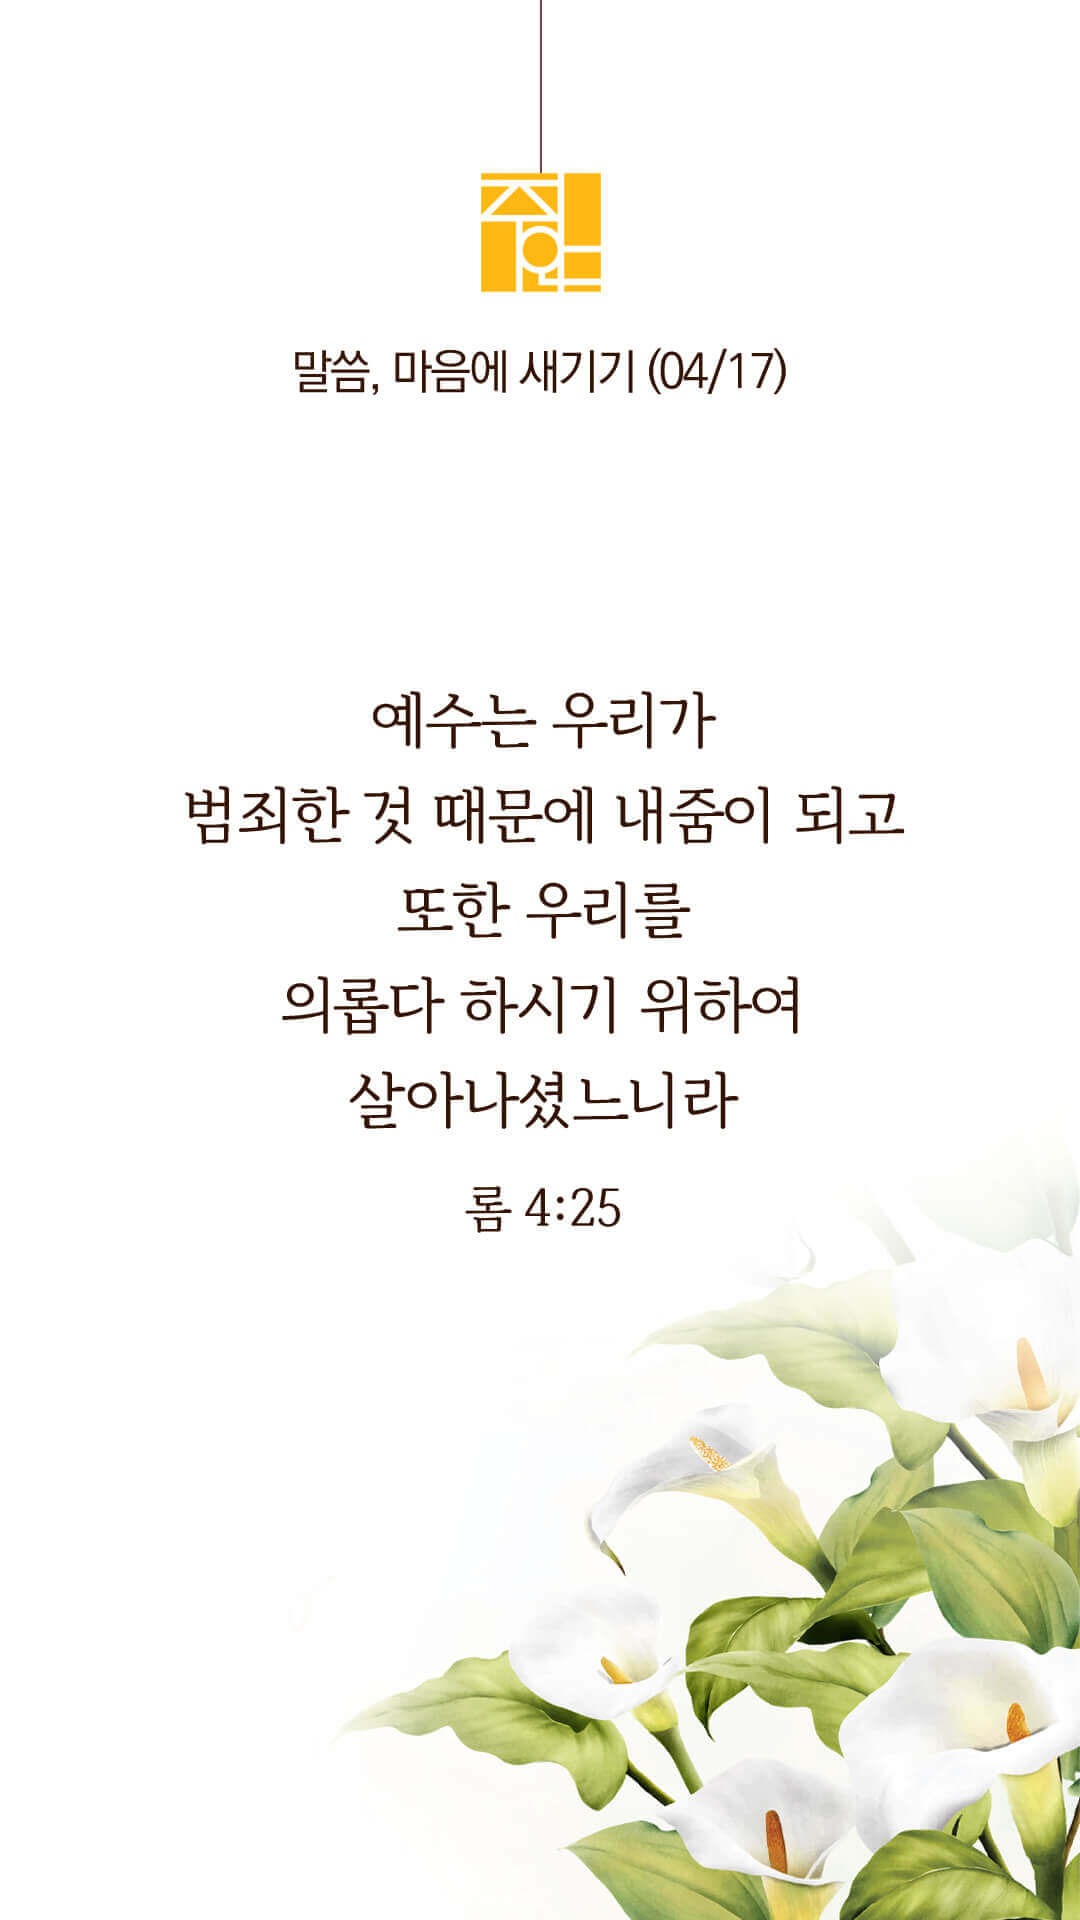 주인
말씀, 마음에 새기기 (04/17)
예수는 우리가
범죄한 것 때문에 내줌이 되고
또한 우리를
의롭다 하시기 위하여
살아나셨느니라
롬 4:25